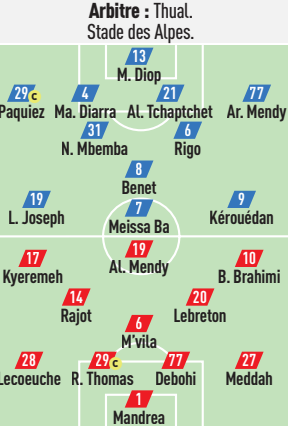 Arbitre : Thual.
Stade des Alpes.
13
M. Diop
29 c 4 21 77
Paquiez Ma. Diarra Al. Tchaptchet Ar. Mendy
31 6
N. Mbemba Rigo
8
Benet
19 7 9
L. Joseph Meissa Ba Kérouédan
19
Al. Mendy
17 10
Kyeremeh B. Brahimi
14 20
Rajot Lebreton
6
M'vila
28 29 c 77 27
Lecoeuche R. Thomas Debohi Meddah
1
Mandrea